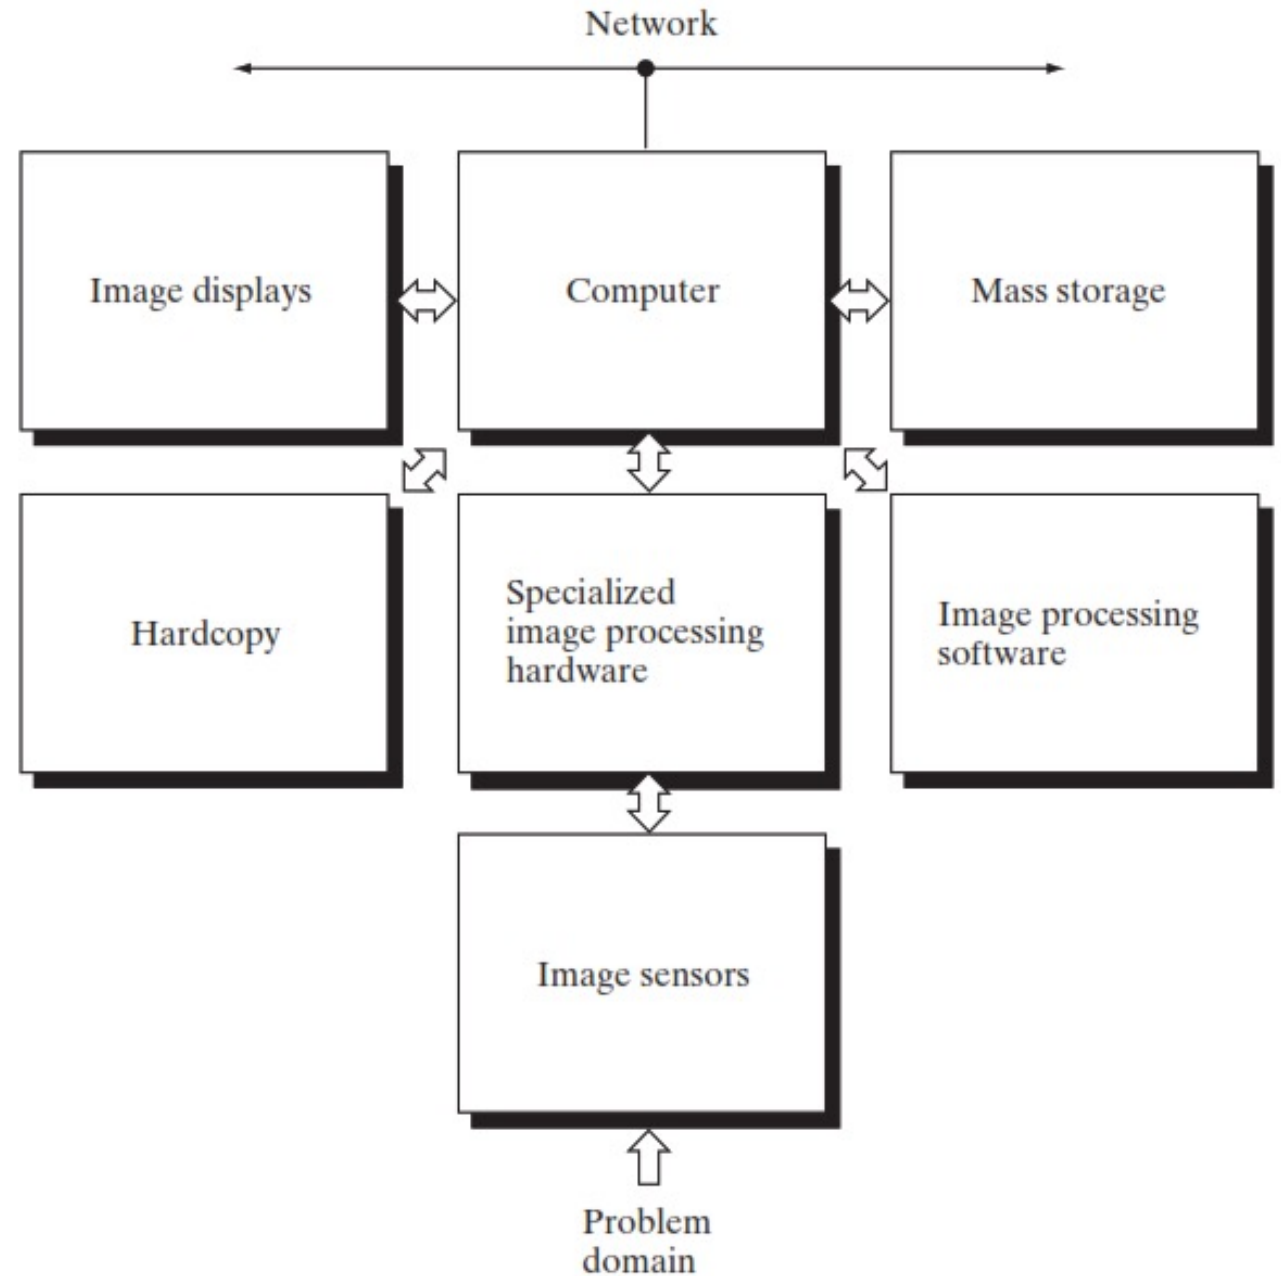 Network
Image displays
Computer
Mass storage
Hardcopy
Specialized
image processing
hardware
Image processing
software
Image sensors
Problem
domain